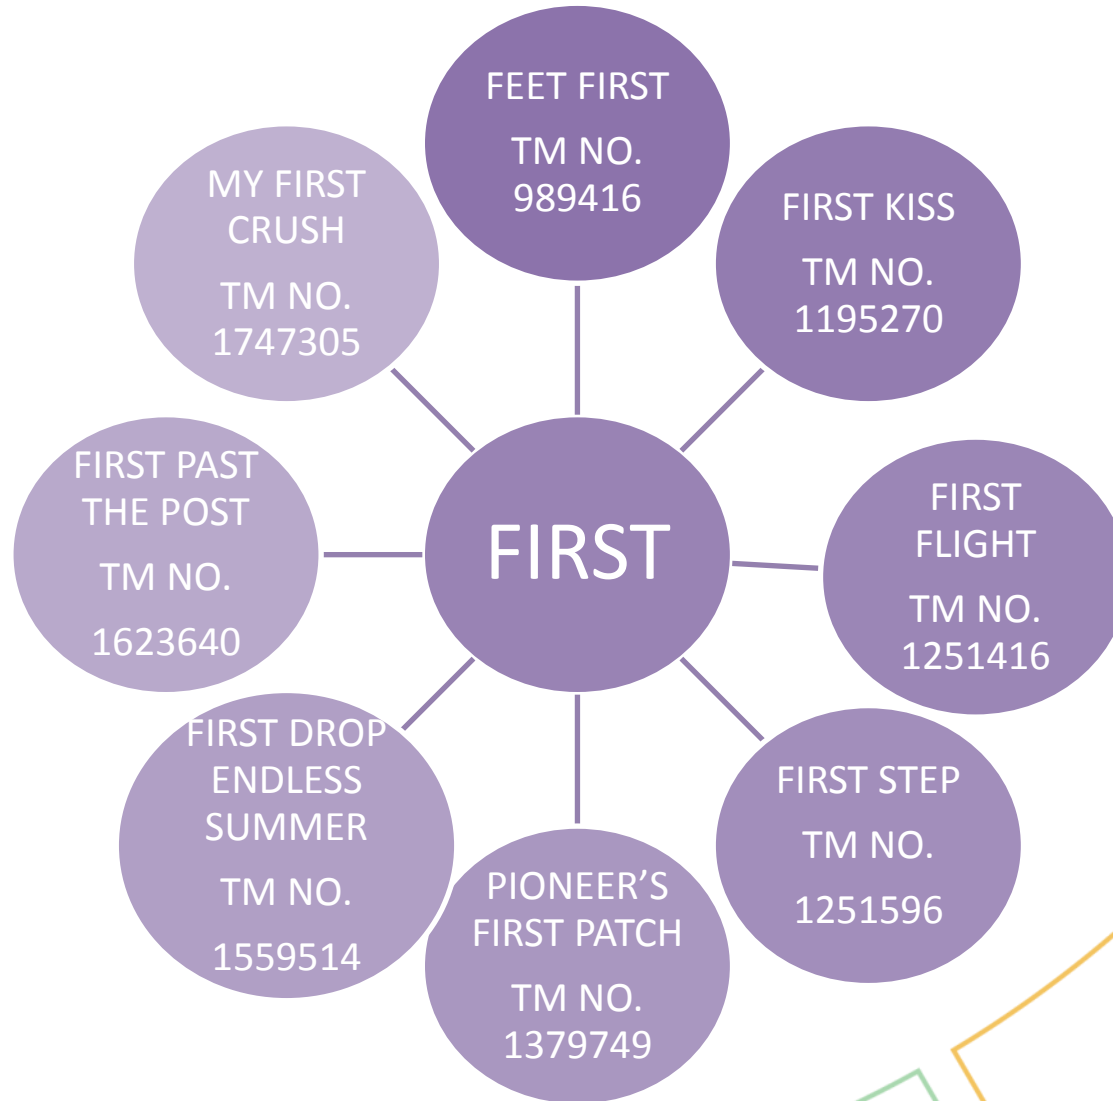 FEET FIRST
TM NO.
989416
FIRST KISS
TM NO.
1195270
FIRST
FLIGHT
TM NO.
1251416
FIRST STEP
TM NO.
1251596
PIONEER’S
FIRST PATCH
TM NO.
1379749
FIRST DROP
ENDLESS
SUMMER
TM NO.
1559514
FIRST PAST
THE POST
TM NO.
1623640
MY FIRST
CRUSH
TM NO.
1747305
FIRST